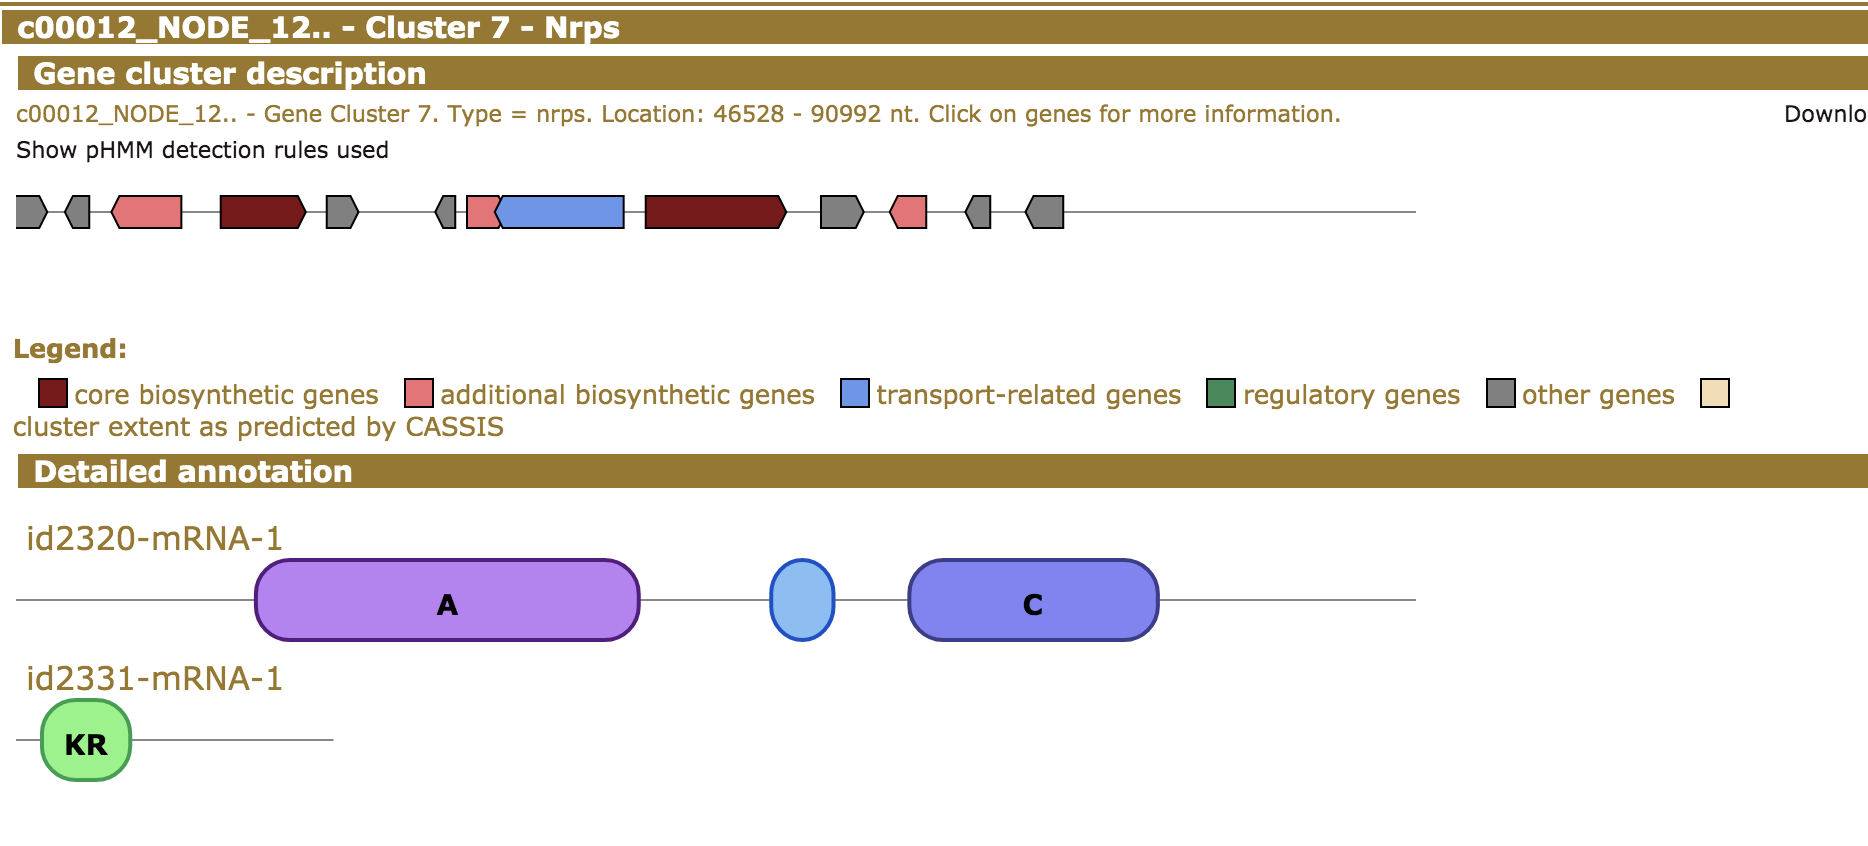 c00012_NODE_12.. - Cluster 7 - Nrps
Gene cluster description
c00012_NODE_12.. - Gene Cluster 7. Type = nrps. Location: 46528 - 90992 nt. Click on genes for more information. Downlo
Show pHMM detection rules used
Legend:
core biosynthetic genes additional biosynthetic genes transport-related genes regulatory genes other genes
cluster extent as predicted by CASSIS
Detailed annotation
id2320-mRNA-1
A C
id2331-mRNA-1
KR